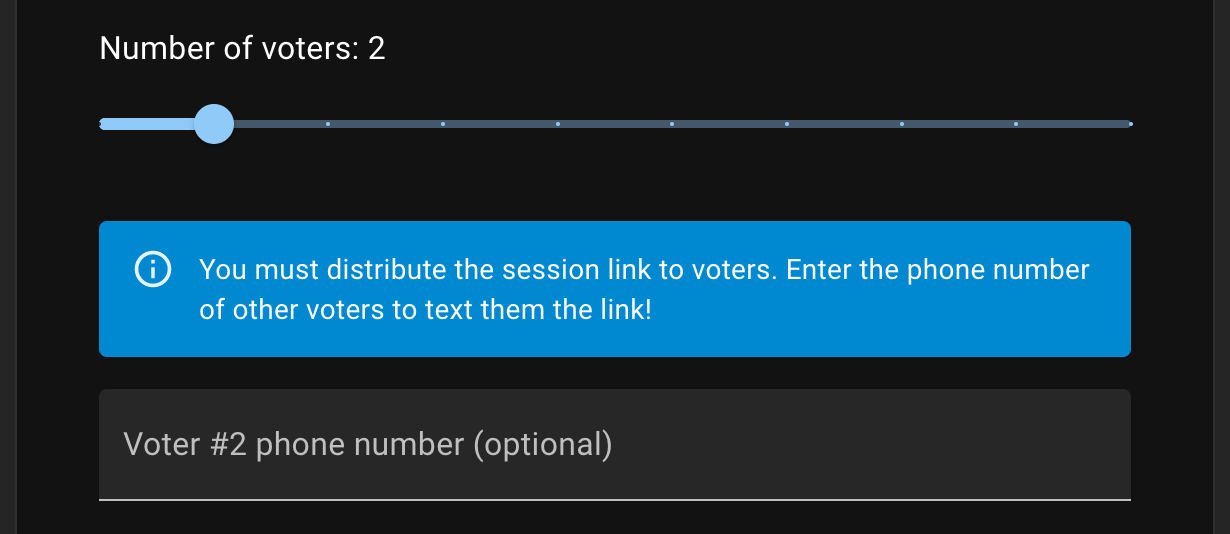 Number of voters: 2
You must distribute the session link to voters. Enter the phone number
of other voters to text them the link!
Voter #2 phone number (optional)